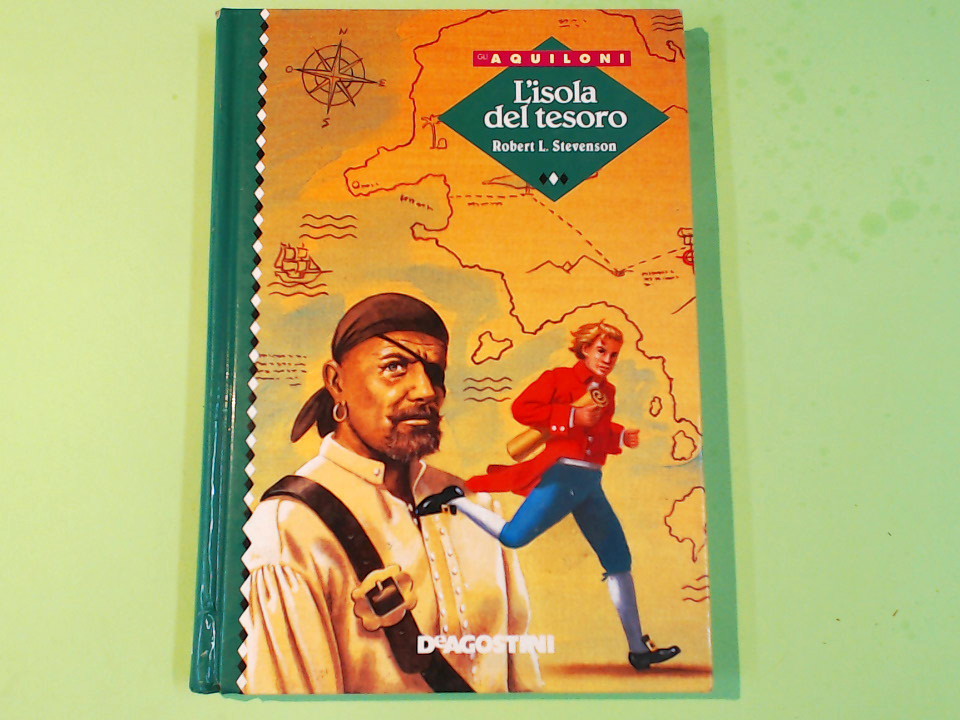 GLI AQUILONI
L'isola
del tesoro
Robert L. Stevenson
N
O
E
S
DeAGOSTINI